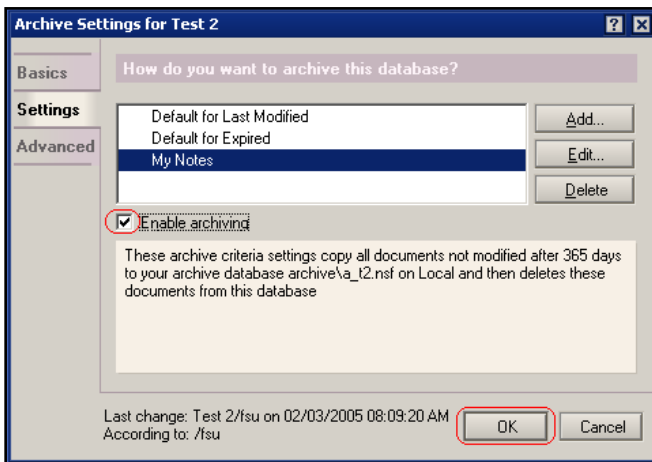 Archive Settings for Test 2
Basics
Settings
Advanced
How do you want to archive this database?
Default for Last Modified
Default for Expired
My Notes
Add...
Edit...
Delete
Enable archiving
These archive criteria settings copy all documents not modified after 365 days
to your archive database archive\a_t2.nsf on Local and then deletes these
documents from this database
Last change: Test 2/fsu on 02/03/2005 08:09:20 AM
According to: /fsu
OK
Cancel